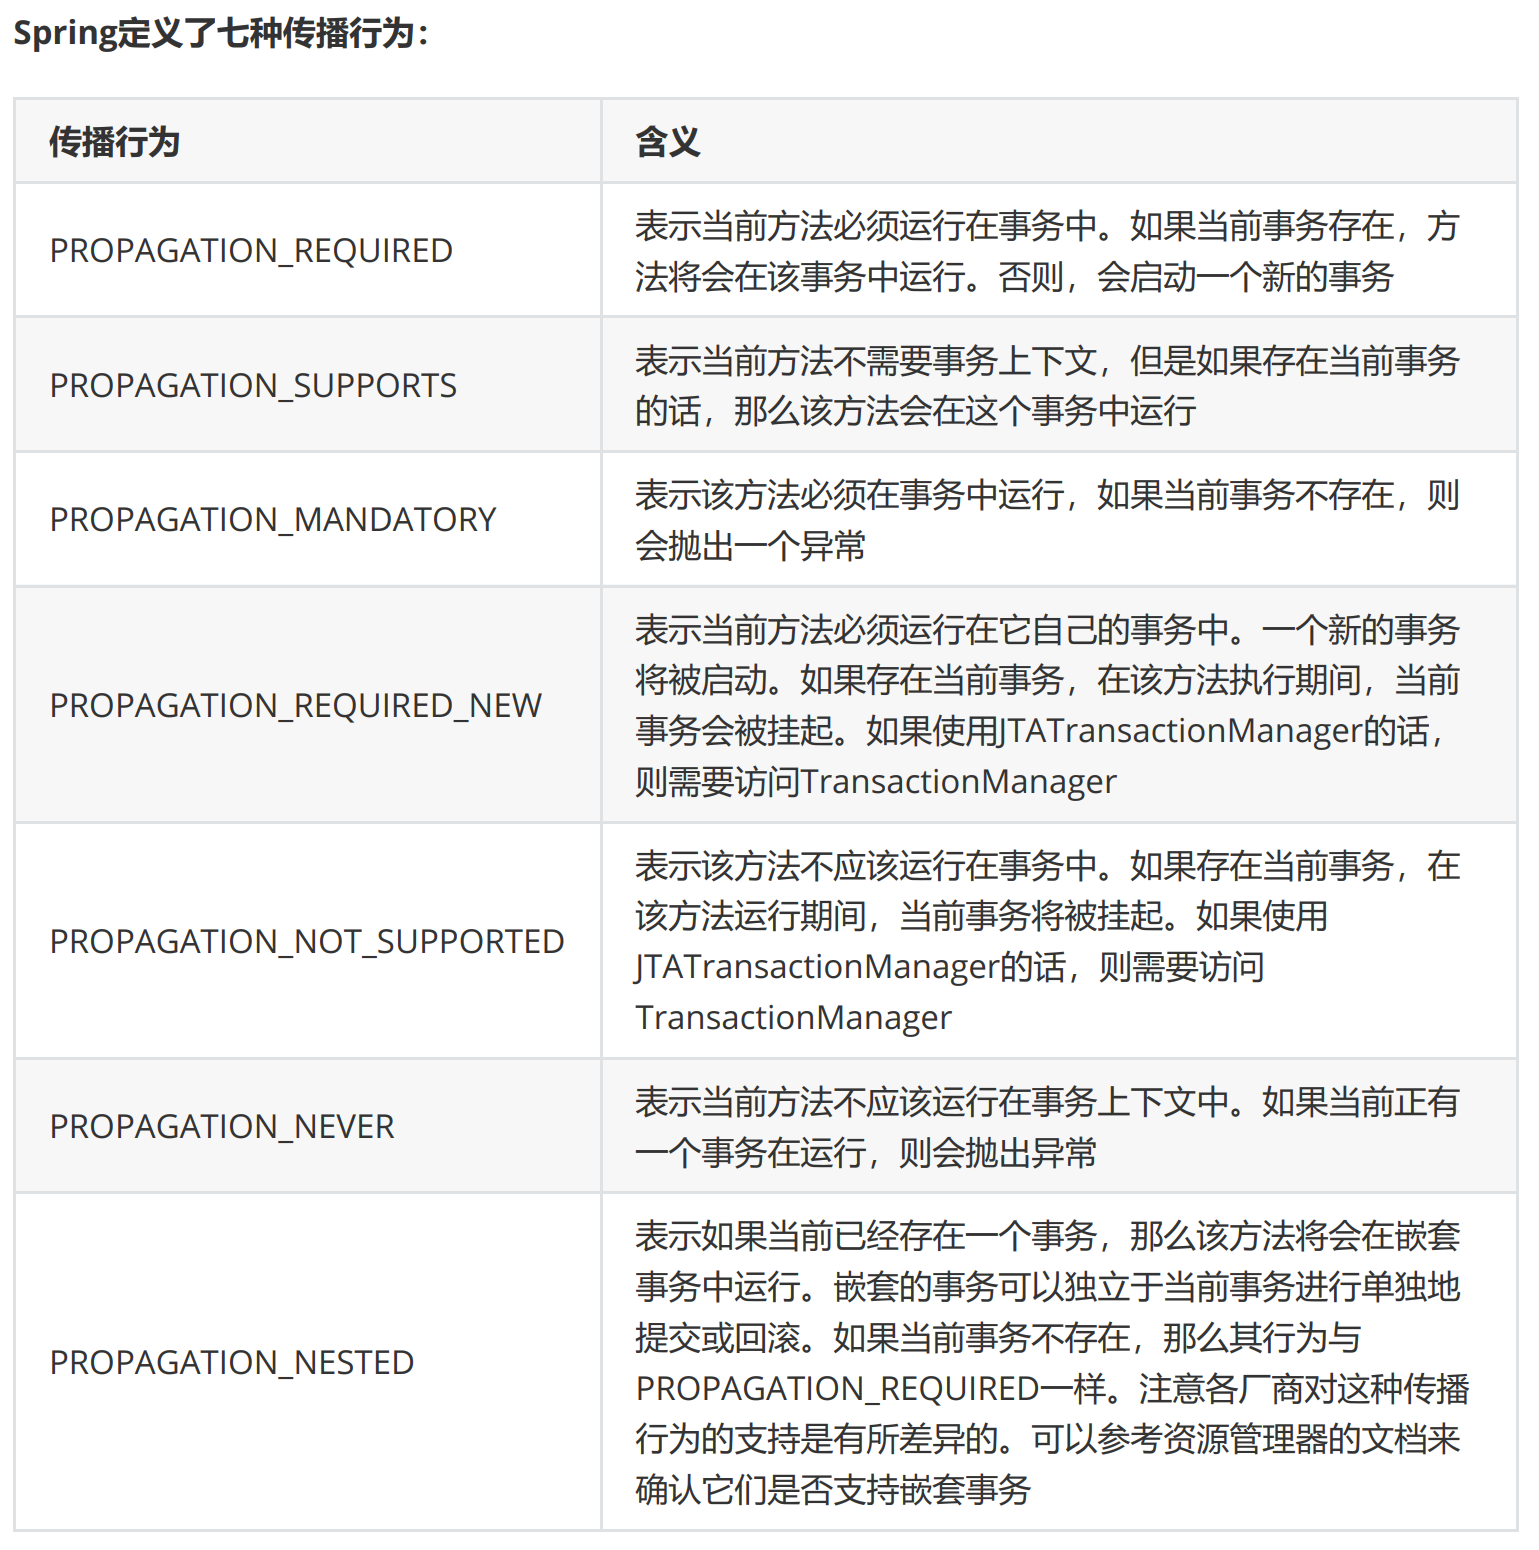 Spring定义了七种传播行为：
传播行为
含义
PROPAGATION_REQUIRED
表示当前方法必须运行在事务中。如果当前事务存在，方
法将会在该事务中运行。否则，会启动一个新的事务
PROPAGATION_SUPPORTS
表示当前方法不需要事务上下文，但是如果存在当前事务
的话，那么该方法会在这个事务中运行
PROPAGATION_MANDATORY
表示该方法必须在事务中运行，如果当前事务不存在，则
会抛出一个异常
PROPAGATION_REQUIRED_NEW
表示当前方法必须运行在它自己的事务中。一个新的事务
将被启动。如果存在当前事务，在该方法执行期间，当前
事务会被挂起。如果使用JTATransactionManager的话，
则需要访问TransactionManager
PROPAGATION_NOT_SUPPORTED
表示该方法不应该运行在事务中。如果存在当前事务，在
该方法运行期间，当前事务将被挂起。如果使用
JTATransactionManager的话，则需要访问
TransactionManager
PROPAGATION_NEVER
表示当前方法不应该运行在事务上下文中。如果当前正有
一个事务在运行，则会抛出异常
PROPAGATION_NESTED
表示如果当前已经存在一个事务，那么该方法将会在嵌套
事务中运行。嵌套的事务可以独立于当前事务进行单独地
提交或回滚。如果当前事务不存在，那么其行为与
PROPAGATION_REQUIRED一样。注意各厂商对这种传播
行为的支持是有所差异的。可以参考资源管理器的文档来
确认它们是否支持嵌套事务